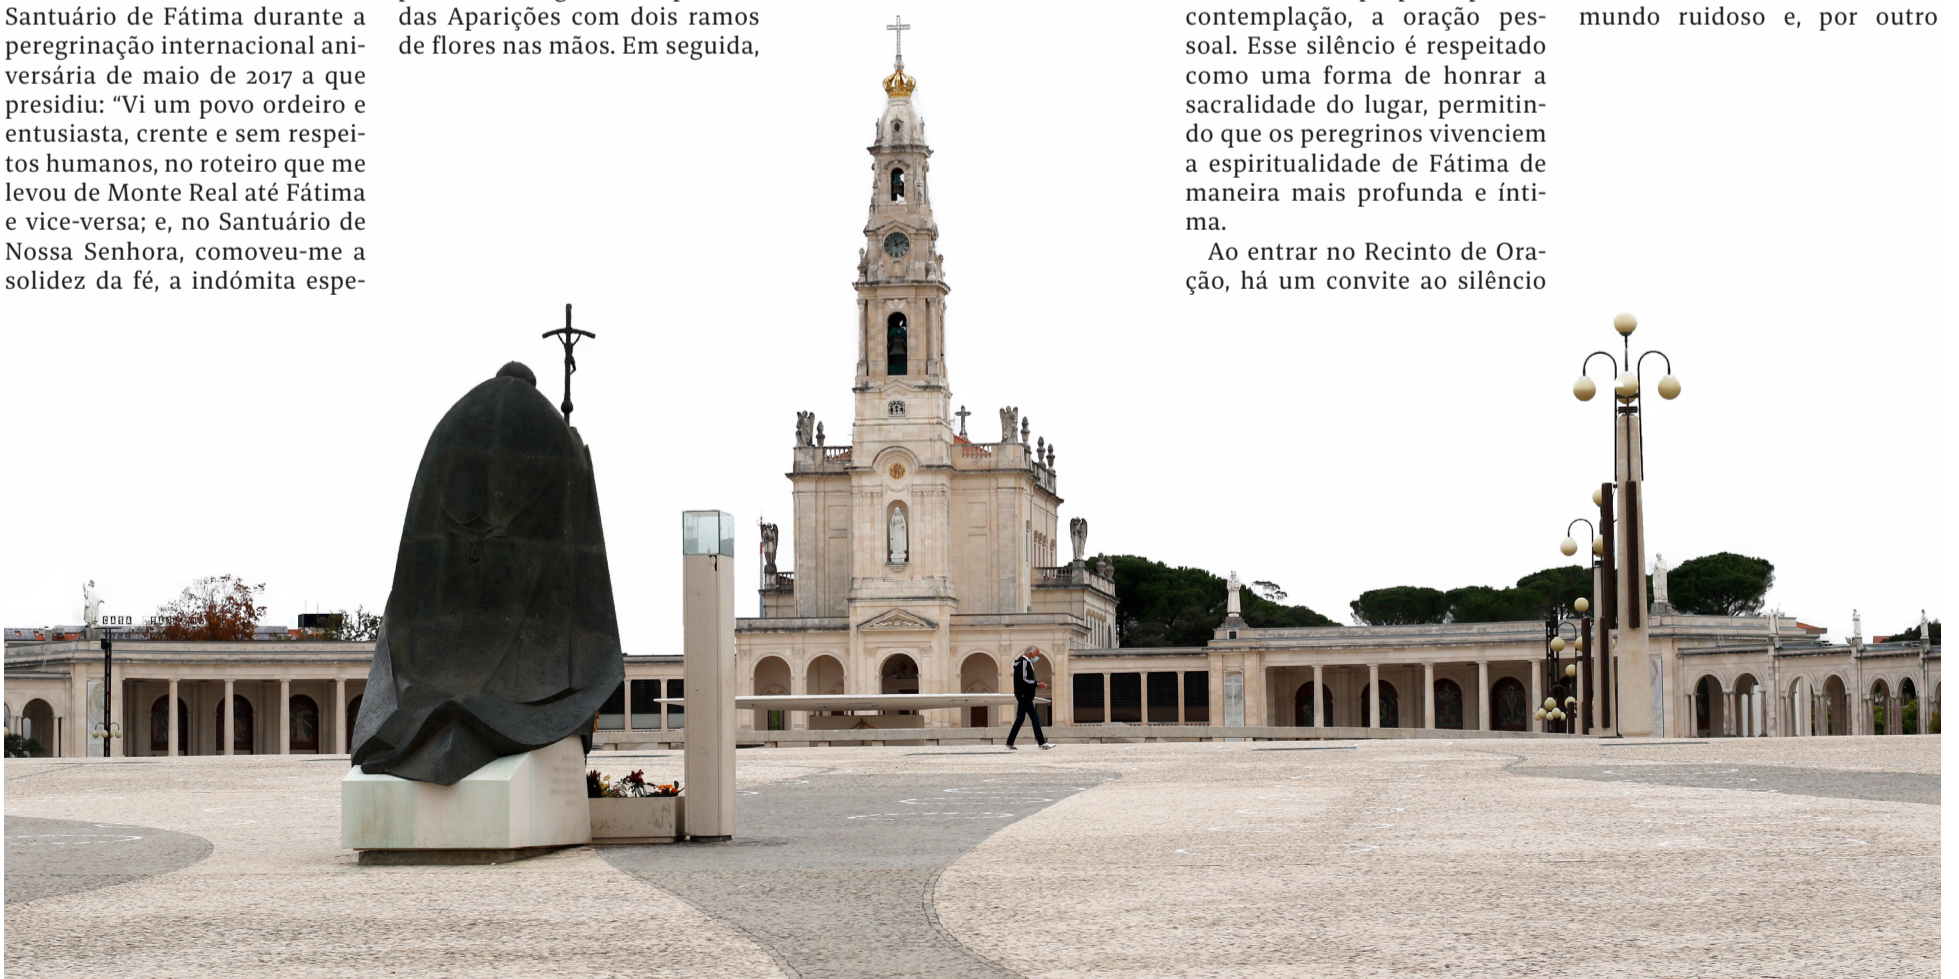 Santuário de Fátima durante a
peregrinação internacional ani-
versária de maio de 2017 a que
presidiu: “Vi um povo ordeiro e
entusiasta, crente e sem respei-
tos humanos, no roteiro que me
levou de Monte Real até Fátima
e vice-versa; e, no Santuário de
Nossa Senhora, comoveu-me a
solidez da fé, a indómita espe-
das Aparições com dois ramos
de flores nas mãos. Em seguida,
contemplação, a oração pes-
soal. Esse silêncio é respeitado
como uma forma de honrar a
sacralidade do lugar, permitin-
do que os peregrinos vivenciem
a espiritualidade de Fátima de
maneira mais profunda e ínti-
ma.
Ao entrar no Recinto de Ora-
ção, há um convite ao silêncio
mundo ruidoso e, por outro
CASA